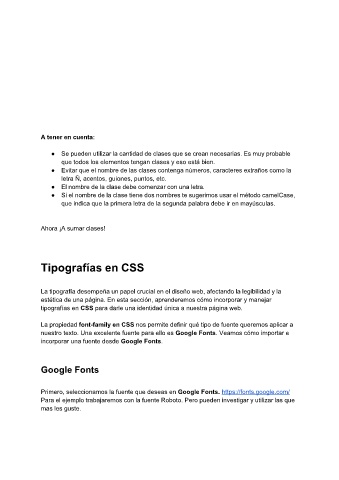 A tener en cuenta:
● Se pueden utilizar la cantidad de clases que se crean necesarias. Es muy probable
que todos los elementos tengan clases y eso está bien.
● Evitar que el nombre de las clases contenga números, caracteres extraños como la
letra Ñ, acentos, guiones, puntos, etc.
● El nombre de la clase debe comenzar con una letra.
● Si el nombre de la clase tiene dos nombres te sugerimos usar el método camelCase,
que indica que la primera letra de la segunda palabra debe ir en mayúsculas.
Ahora ¡A sumar clases!
Tipografías en CSS
La tipografía desempeña un papel crucial en el diseño web, afectando la legibilidad y la
estética de una página. En esta sección, aprenderemos cómo incorporar y manejar
tipografías en CSS para darle una identidad única a nuestra página web.
La propiedad font-family en CSS nos permite definir qué tipo de fuente queremos aplicar a
nuestro texto. Una excelente fuente para ello es Google Fonts. Veamos cómo importar e
incorporar una fuente desde Google Fonts.
Google Fonts
Primero, seleccionamos la fuente que deseas en Google Fonts. https://fonts.google.com/
Para el ejemplo trabajaremos con la fuente Roboto. Pero pueden investigar y utilizar las que
mas les guste.